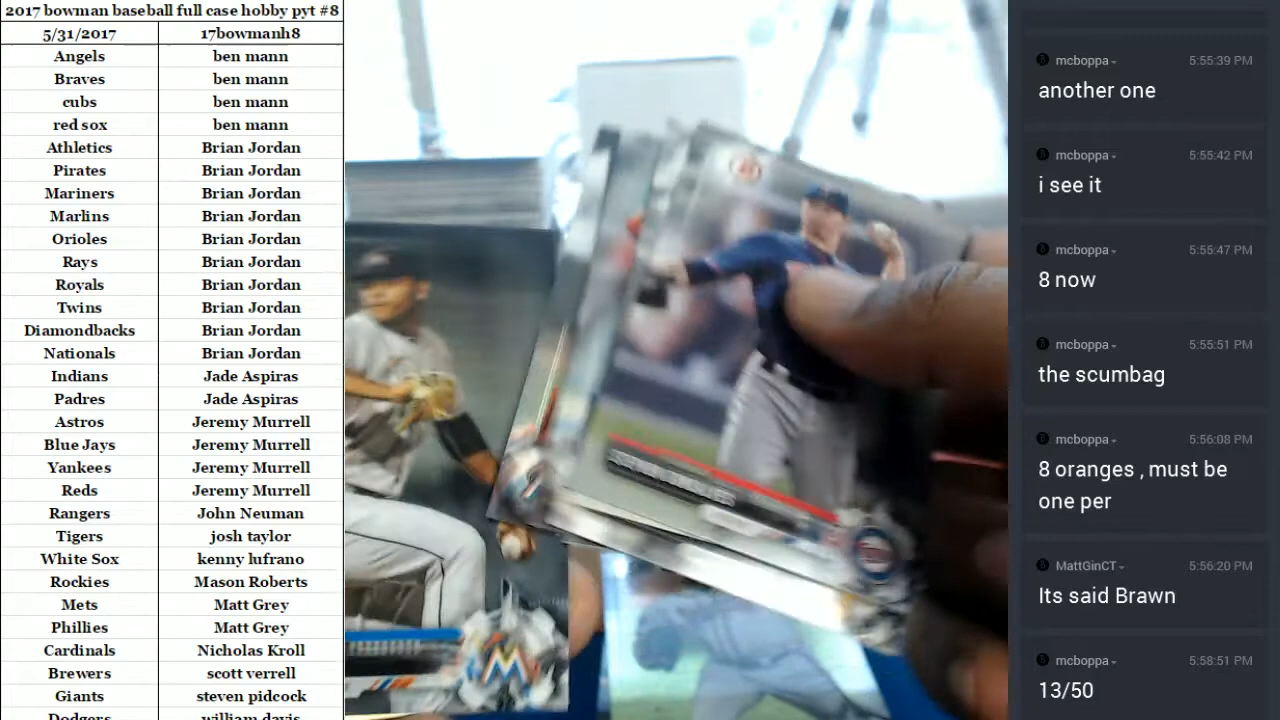 2017 bowman baseball full case hobby pyt #8
5/31/2017 17bowmanh8
Angels ben mann
Braves ben mann
cubs ben mann
red sox ben mann
Athletics Brian Jordan
Pirates Brian Jordan
Mariners Brian Jordan
Marlins Brian Jordan
Orioles Brian Jordan
Rays Brian Jordan
Royals Brian Jordan
Twins Brian Jordan
Diamondbacks Brian Jordan
Nationals Brian Jordan
Indians Jade Aspiras
Padres Jade Aspiras
Astros Jeremy Murrell
Blue Jays Jeremy Murrell
Yankees Jeremy Murrell
Reds Jeremy Murrell
Rangers John Neuman
Tigers josh taylor
White Sox kenny lufrano
Rockies Mason Roberts
Mets Matt Grey
Phillies Matt Grey
Cardinals Nicholas Kroll
Brewers scott verrell
Giants steven pidcock
Dodgers william davis
mcboppa 5:55:39 PM
another one
mcboppa 5:55:42 PM
i see it
mcboppa 5:55:47 PM
8 now
mcboppa 5:55:51 PM
the scumbag
mcboppa 5:56:08 PM
8 oranges , must be
one per
MattGinCT 5:56:20 PM
Its said Brawn
mcboppa 5:58:51 PM
13/50